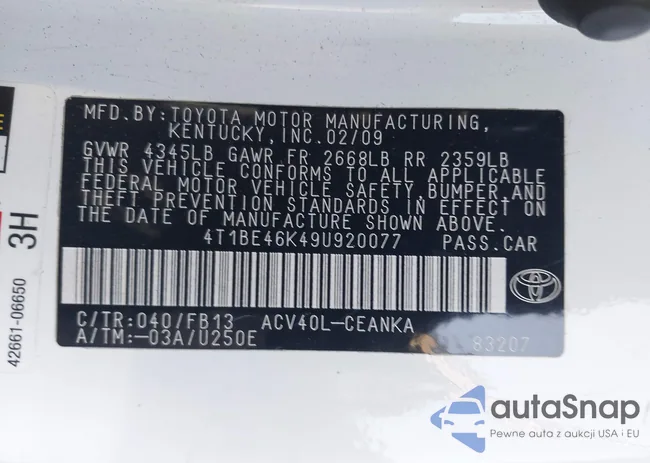 MFD.BY: TOYOTA MOTOR MANUFACTURING,
KENTUCKY, INC. 02/09
GVWR 4345LB GAWR FR 2668LB RR 2359LB
THIS VEHICLE CONFORMS TO ALL APPLICABLE
FEDERAL MOTOR VEHICLE SAFETY, BUMPER, AND
THEFT PREVENTION STANDARDS IN EFFECT ON
THE DATE OF MANUFACTURE SHOWN ABOVE.
4T1BE46K49U920077 PASS.CAR
C/TR: 040/FB13 ACV40L-CEANKA
A/TM:-03A/U250E 83207
3H
42661-06650
autoSnap
Pewne auta z aukcji USA i EU